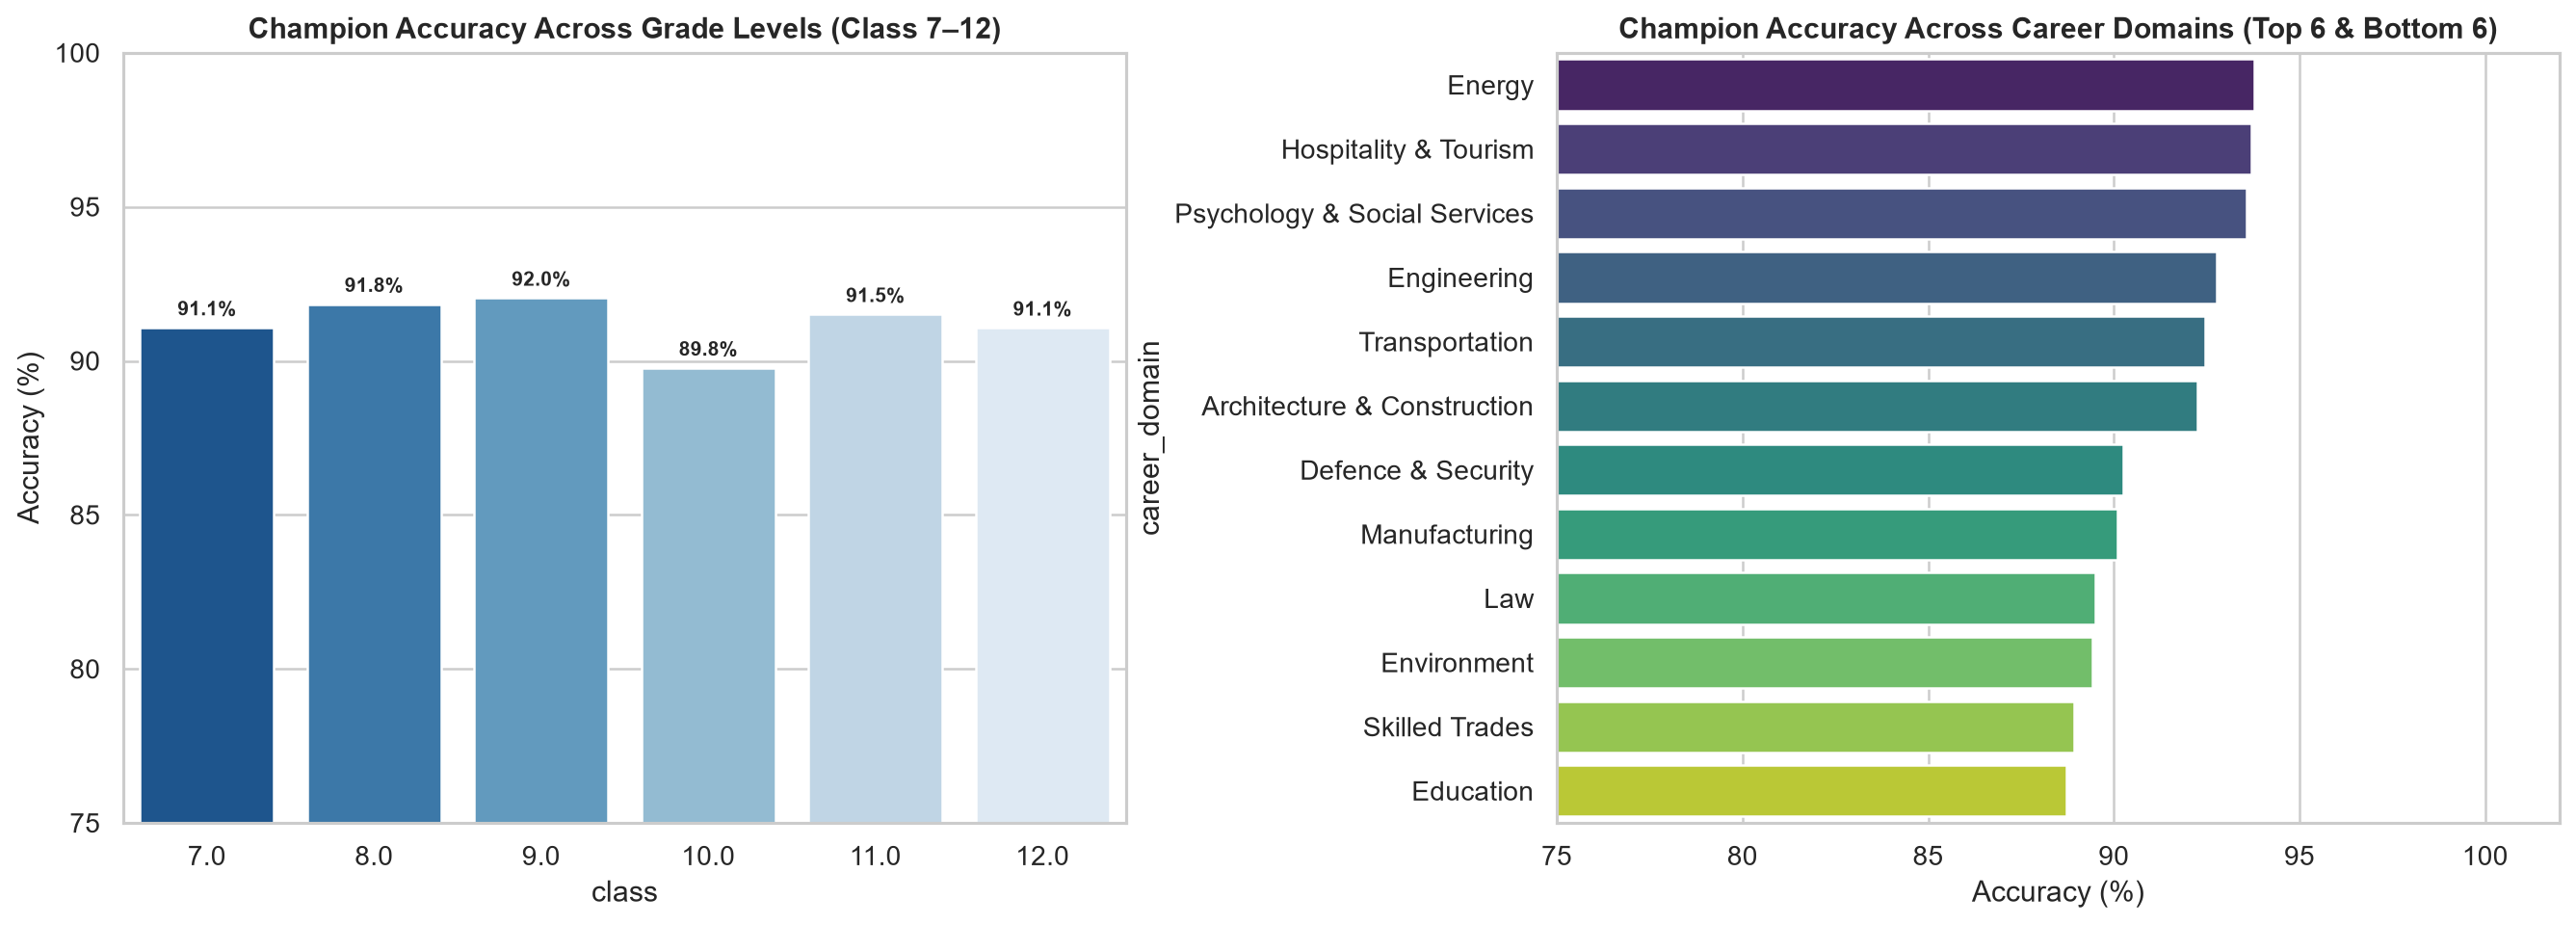 Champion Accuracy Across Grade Levels (Class 7–12)
Accuracy (%)
100
95
90
85
80
75
91.1%
91.8%
92.0%
89.8%
91.5%
91.1%
7.0
8.0
9.0
10.0
11.0
12.0
class
Champion Accuracy Across Career Domains (Top 6 & Bottom 6)
career_domain
Energy
Hospitality & Tourism
Psychology & Social Services
Engineering
Transportation
Architecture & Construction
Defence & Security
Manufacturing
Law
Environment
Skilled Trades
Education
75
80
85
90
95
100
Accuracy (%)